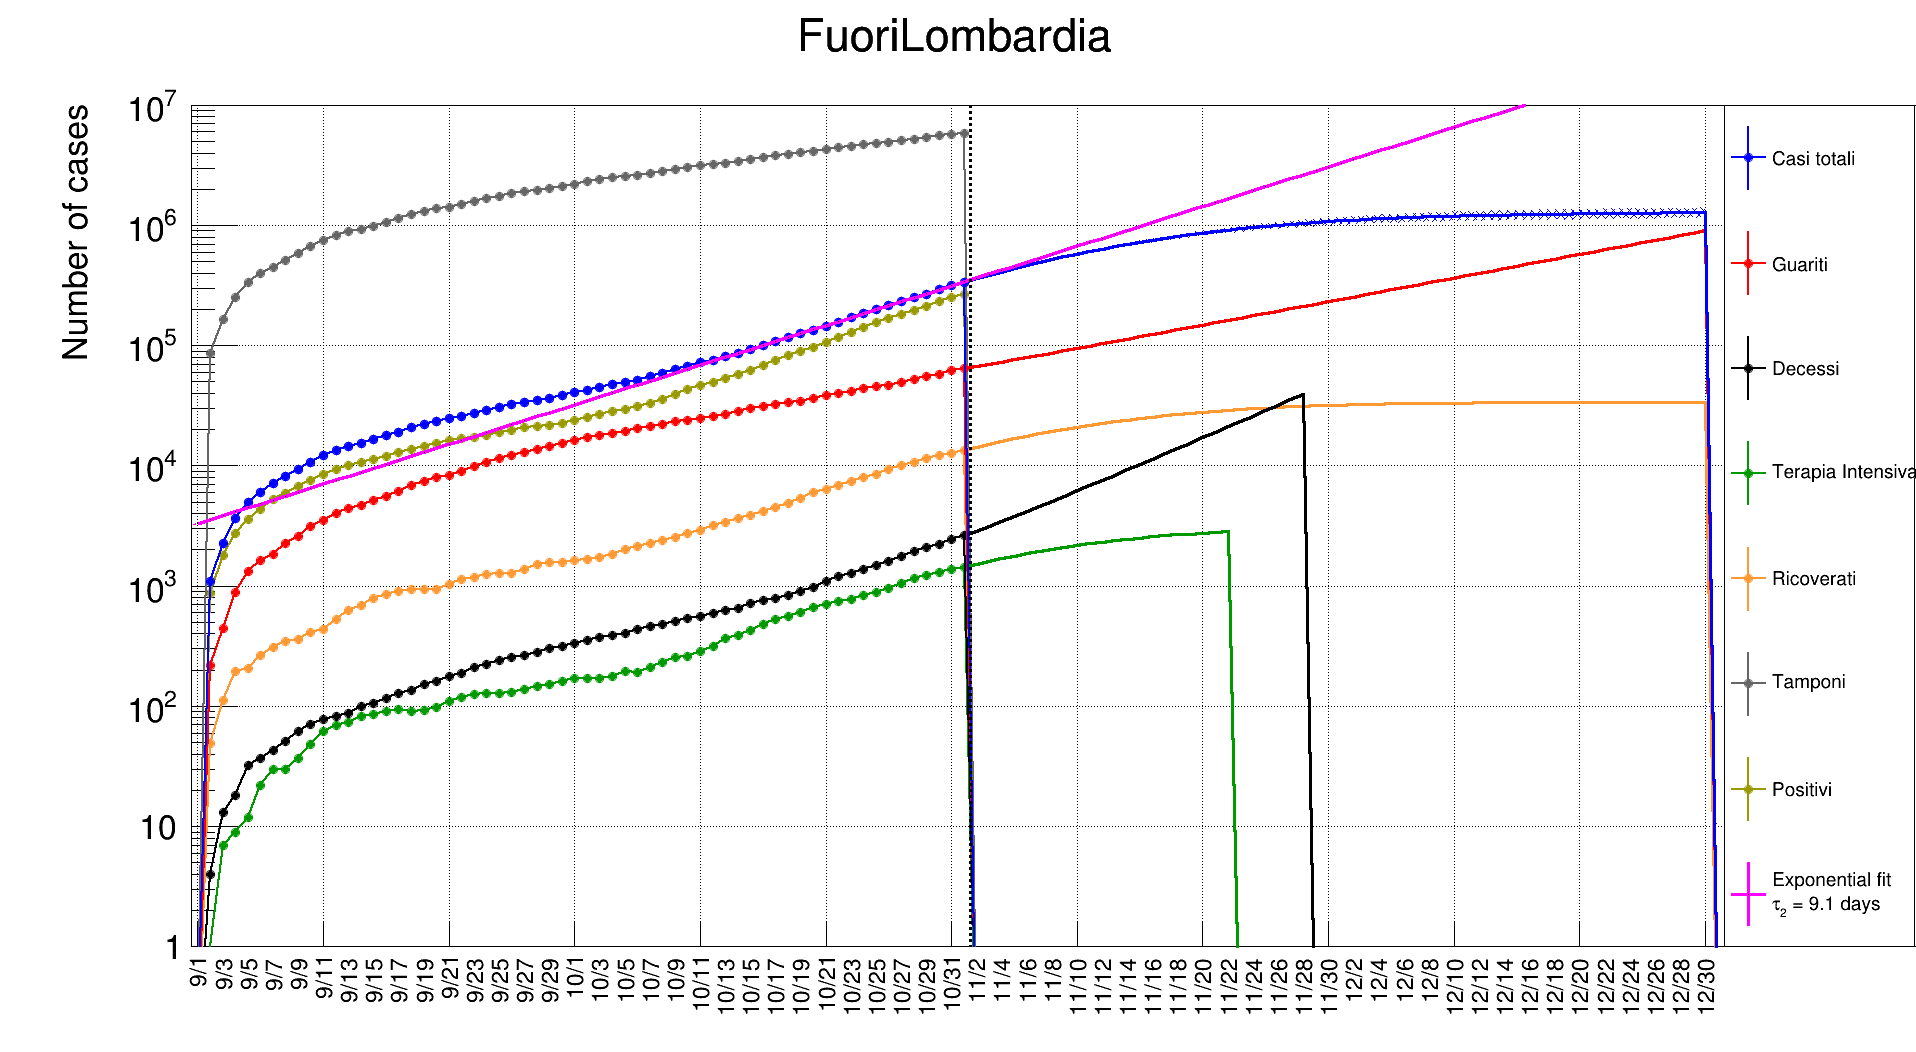 FuoriLombardia
Number of cases
10^7
10^6
10^5
10^4
10^3
10^2
10
1
9/1 9/3 9/5 9/7 9/9 9/11 9/13 9/15 9/17 9/19 9/21 9/23 9/25 9/27 9/29 10/1 10/3 10/5 10/7 10/9 10/11 10/13 10/15 10/17 10/19 10/21 10/23 10/25 10/27 10/29 10/31 11/2 11/4 11/6 11/8 11/10 11/12 11/14 11/16 11/18 11/20 11/22 11/24 11/26 11/28 11/30 12/2 12/4 12/6 12/8 12/10 12/12 12/14 12/16 12/18 12/20 12/22 12/24 12/26 12/28 12/30
Casi totali
Guariti
Decessi
Terapia Intensiva
Ricoverati
Tamponi
Positivi
Exponential fit
τ_2 = 9.1 days